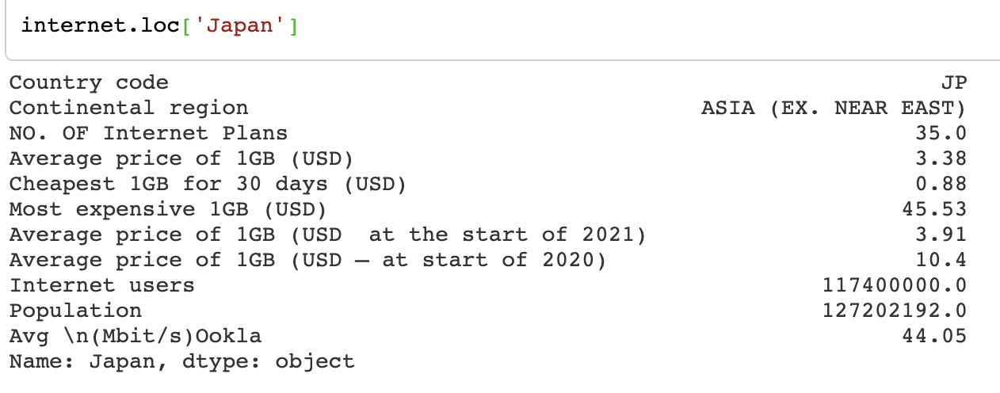 internet.loc['Japan']
Country code JP
Continental region ASIA (EX. NEAR EAST)
NO. OF Internet Plans 35.0
Average price of 1GB (USD) 3.38
Cheapest 1GB for 30 days (USD) 0.88
Most expensive 1GB (USD) 45.53
Average price of 1GB (USD  at the start of 2021) 3.91
Average price of 1GB (USD – at start of 2020) 10.4
Internet users 117400000.0
Population 127202192.0
Avg \n(Mbit/s)Ookla 44.05
Name: Japan, dtype: object